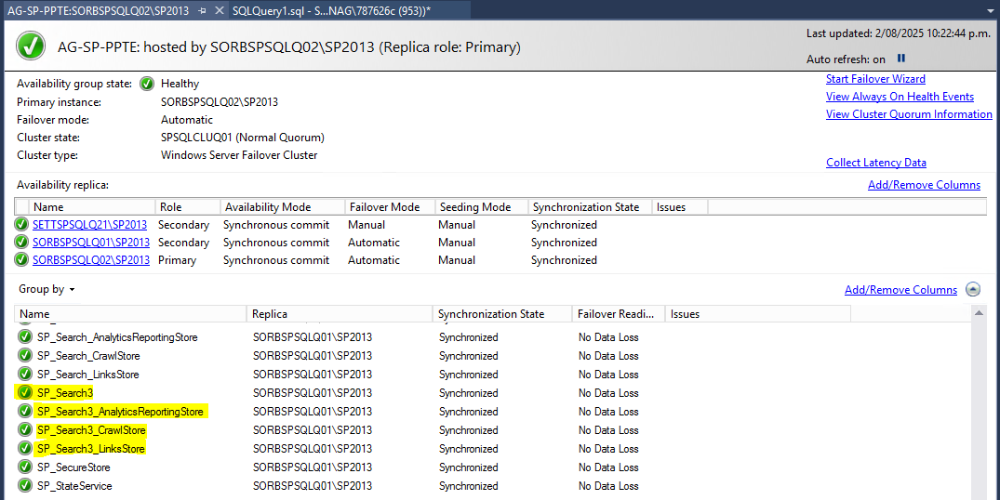 AG-SP-PPTE:SORBSPSQLQ02\SP2013 SQLQuery1.sql - S...NAG\787626c (953))*
AG-SP-PPTE: hosted by SORBSPSQLQ02\SP2013 (Replica role: Primary)
Last updated: 2/08/2025 10:22:44 p.m.
Auto refresh: on
Availability group state: Healthy
Primary instance: SORBSPSQLQ02\SP2013
Failover mode: Automatic
Cluster state: SPSQLCLUQ01 (Normal Quorum)
Cluster type: Windows Server Failover Cluster
Start Failover Wizard
View Always On Health Events
View Cluster Quorum Information
Collect Latency Data
Availability replica: Add/Remove Columns
Name Role Availability Mode Failover Mode Seeding Mode Synchronization State Issues
SETTSPSQLQ21\SP2013 Secondary Synchronous commit Manual Manual Synchronized
SORBSPSQLQ01\SP2013 Secondary Synchronous commit Automatic Manual Synchronized
SORBSPSQLQ02\SP2013 Primary Synchronous commit Automatic Manual Synchronized
Group by Add/Remove Columns
Name Replica Synchronization State Failover Readi... Issues
SP_Search_AnalyticsReportingStore SORBSPSQLQ01\SP2013 Synchronized No Data Loss
SP_Search_CrawlStore SORBSPSQLQ01\SP2013 Synchronized No Data Loss
SP_Search_LinksStore SORBSPSQLQ01\SP2013 Synchronized No Data Loss
SP_Search3 SORBSPSQLQ01\SP2013 Synchronized No Data Loss
SP_Search3_AnalyticsReportingStore SORBSPSQLQ01\SP2013 Synchronized No Data Loss
SP_Search3_CrawlStore SORBSPSQLQ01\SP2013 Synchronized No Data Loss
SP_Search3_LinksStore SORBSPSQLQ01\SP2013 Synchronized No Data Loss
SP_SecureStore SORBSPSQLQ01\SP2013 Synchronized No Data Loss
SP_StateService SORBSPSQLQ01\SP2013 Synchronized No Data Loss